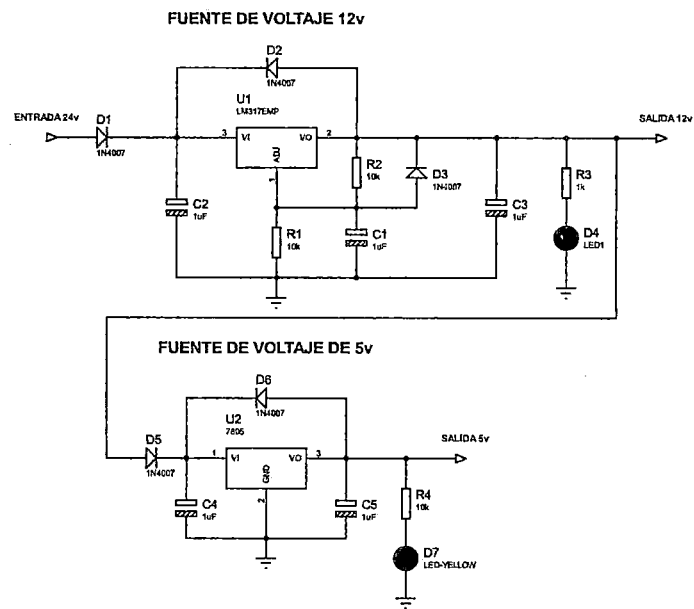 FUENTE DE VOLTAJE 12v
D2
1N4007
U1
LM317EMP
ENTRADA 24v
D1
1N4007
3
VI
VO
2
ADJ
1
SALIDA 12v
R2
10k
D3
1N4007
R3
1k
C2
1uF
R1
10k
C1
1uF
C3
1uF
D4
LED1
FUENTE DE VOLTAJE DE 5v
D6
1N4007
U2
7805
D5
1N4007
1
VI
VO
3
GND
2
SALIDA 5v
C4
1uF
C5
1uF
R4
10k
D7
LED-YELLOW